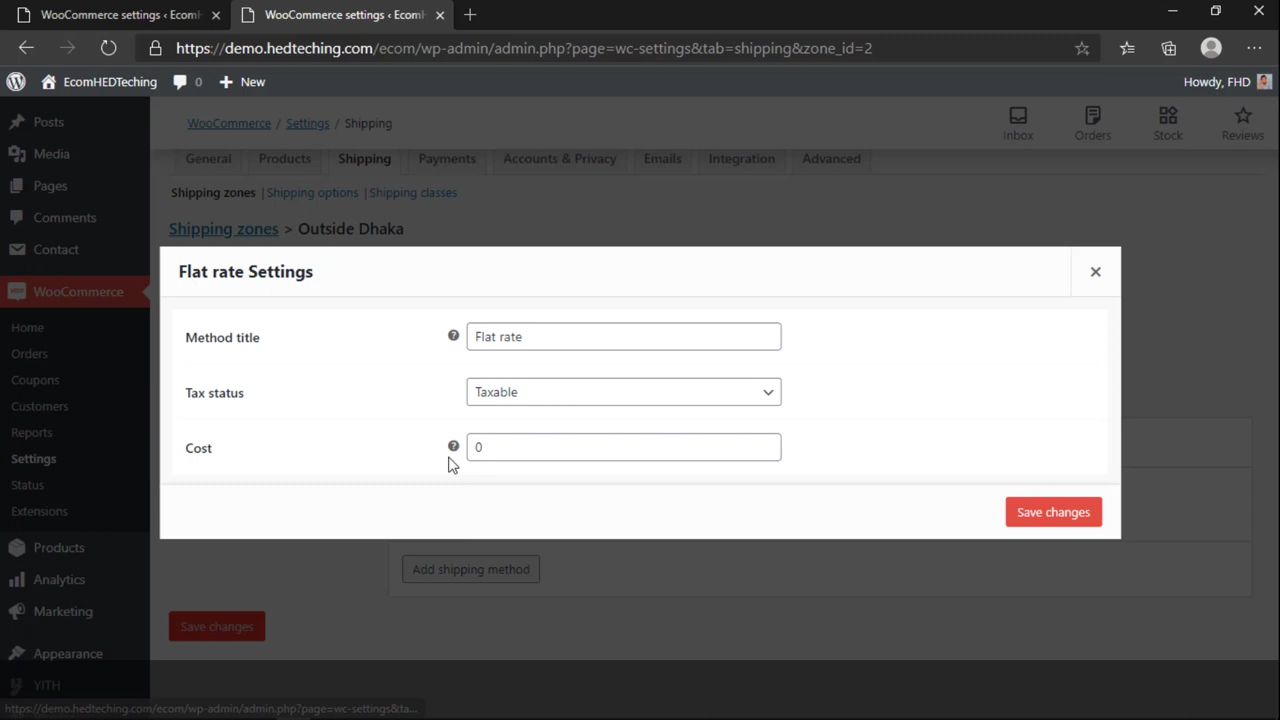 WooCommerce settings ‹ EcomH
WooCommerce settings ‹ EcomH
https://demo.hedteching.com/ecom/wp-admin/admin.php?page=wc-settings&tab=shipping&zone_id=2
EcomHEDTeching 0 New Howdy, FHD
Posts
Media
Pages
Comments
Contact
WooCommerce
Home
Orders
Coupons
Customers
Reports
Settings
Status
Extensions
Products
Analytics
Marketing
Appearance
YITH
WooCommerce / Settings / Shipping
Inbox Orders Stock Reviews
General Products Shipping Payments Accounts & Privacy Emails Integration Advanced
Shipping zones | Shipping options | Shipping classes
Shipping zones > Outside Dhaka
Flat rate Settings
Method title ? Flat rate
Tax status Taxable
Cost ? 0
Save changes
Add shipping method
Save changes
https://demo.hedteching.com/ecom/wp-admin/admin.php?page=wc-settings&ta...